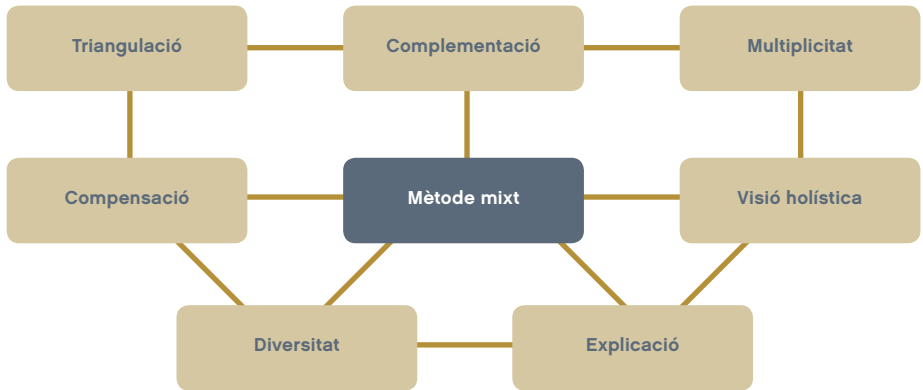 Triangulació
Complementació
Multiplicitat
Compensació
Mètode mixt
Visió holística
Diversitat
Explicació